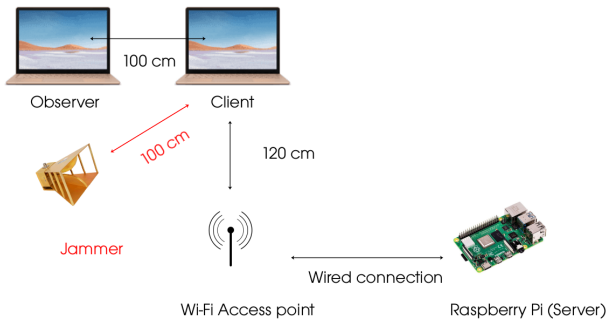 100 cm
Observer
Client
100 cm
120 cm
Jammer
Wired connection
Wi-Fi Access point
Raspberry Pi (Server)